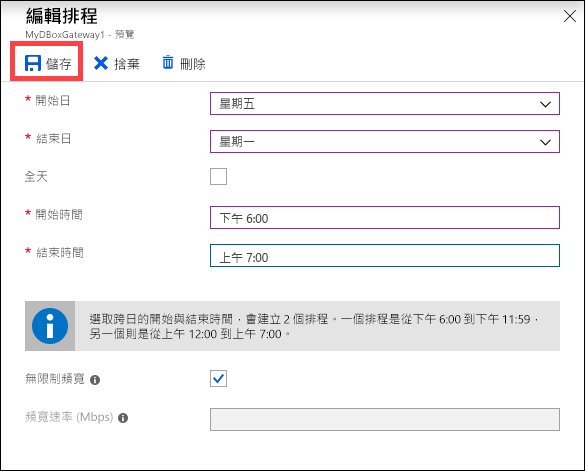 編輯排程
MyDBoxGateway1 - 預覽
儲存 捨棄 刪除
* 開始日 星期五
* 結束日 星期一
全天
* 開始時間 下午 6:00
* 結束時間 上午 7:00
選取跨日的開始與結束時間，會建立 2 個排程。一個排程是從下午 6:00 到下午 11:59，
另一個則是從上午 12:00 到上午 7:00。
無限制頻寬
頻寬速率 (Mbps)